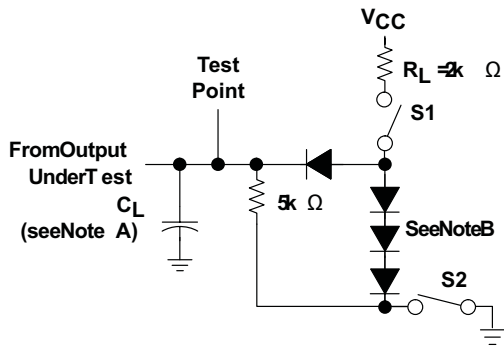 VCC
RL =2k Ω
S1
Test
Point
FromOutput
UnderT est
CL
(seeNote A)
5k Ω
SeeNoteB
S2